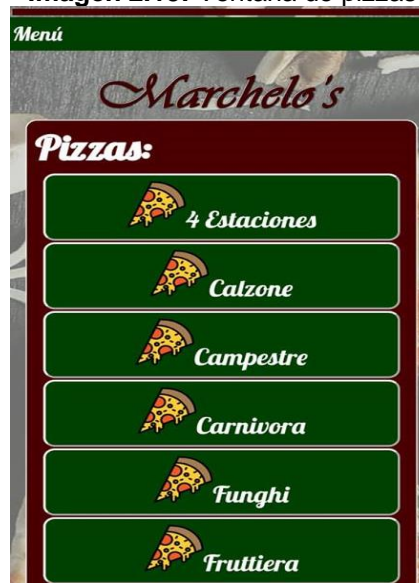 Menú
Marchelo's
Pizzas:
4 Estaciones
Calzone
Campestre
Carnivora
Funghi
Fruttiera